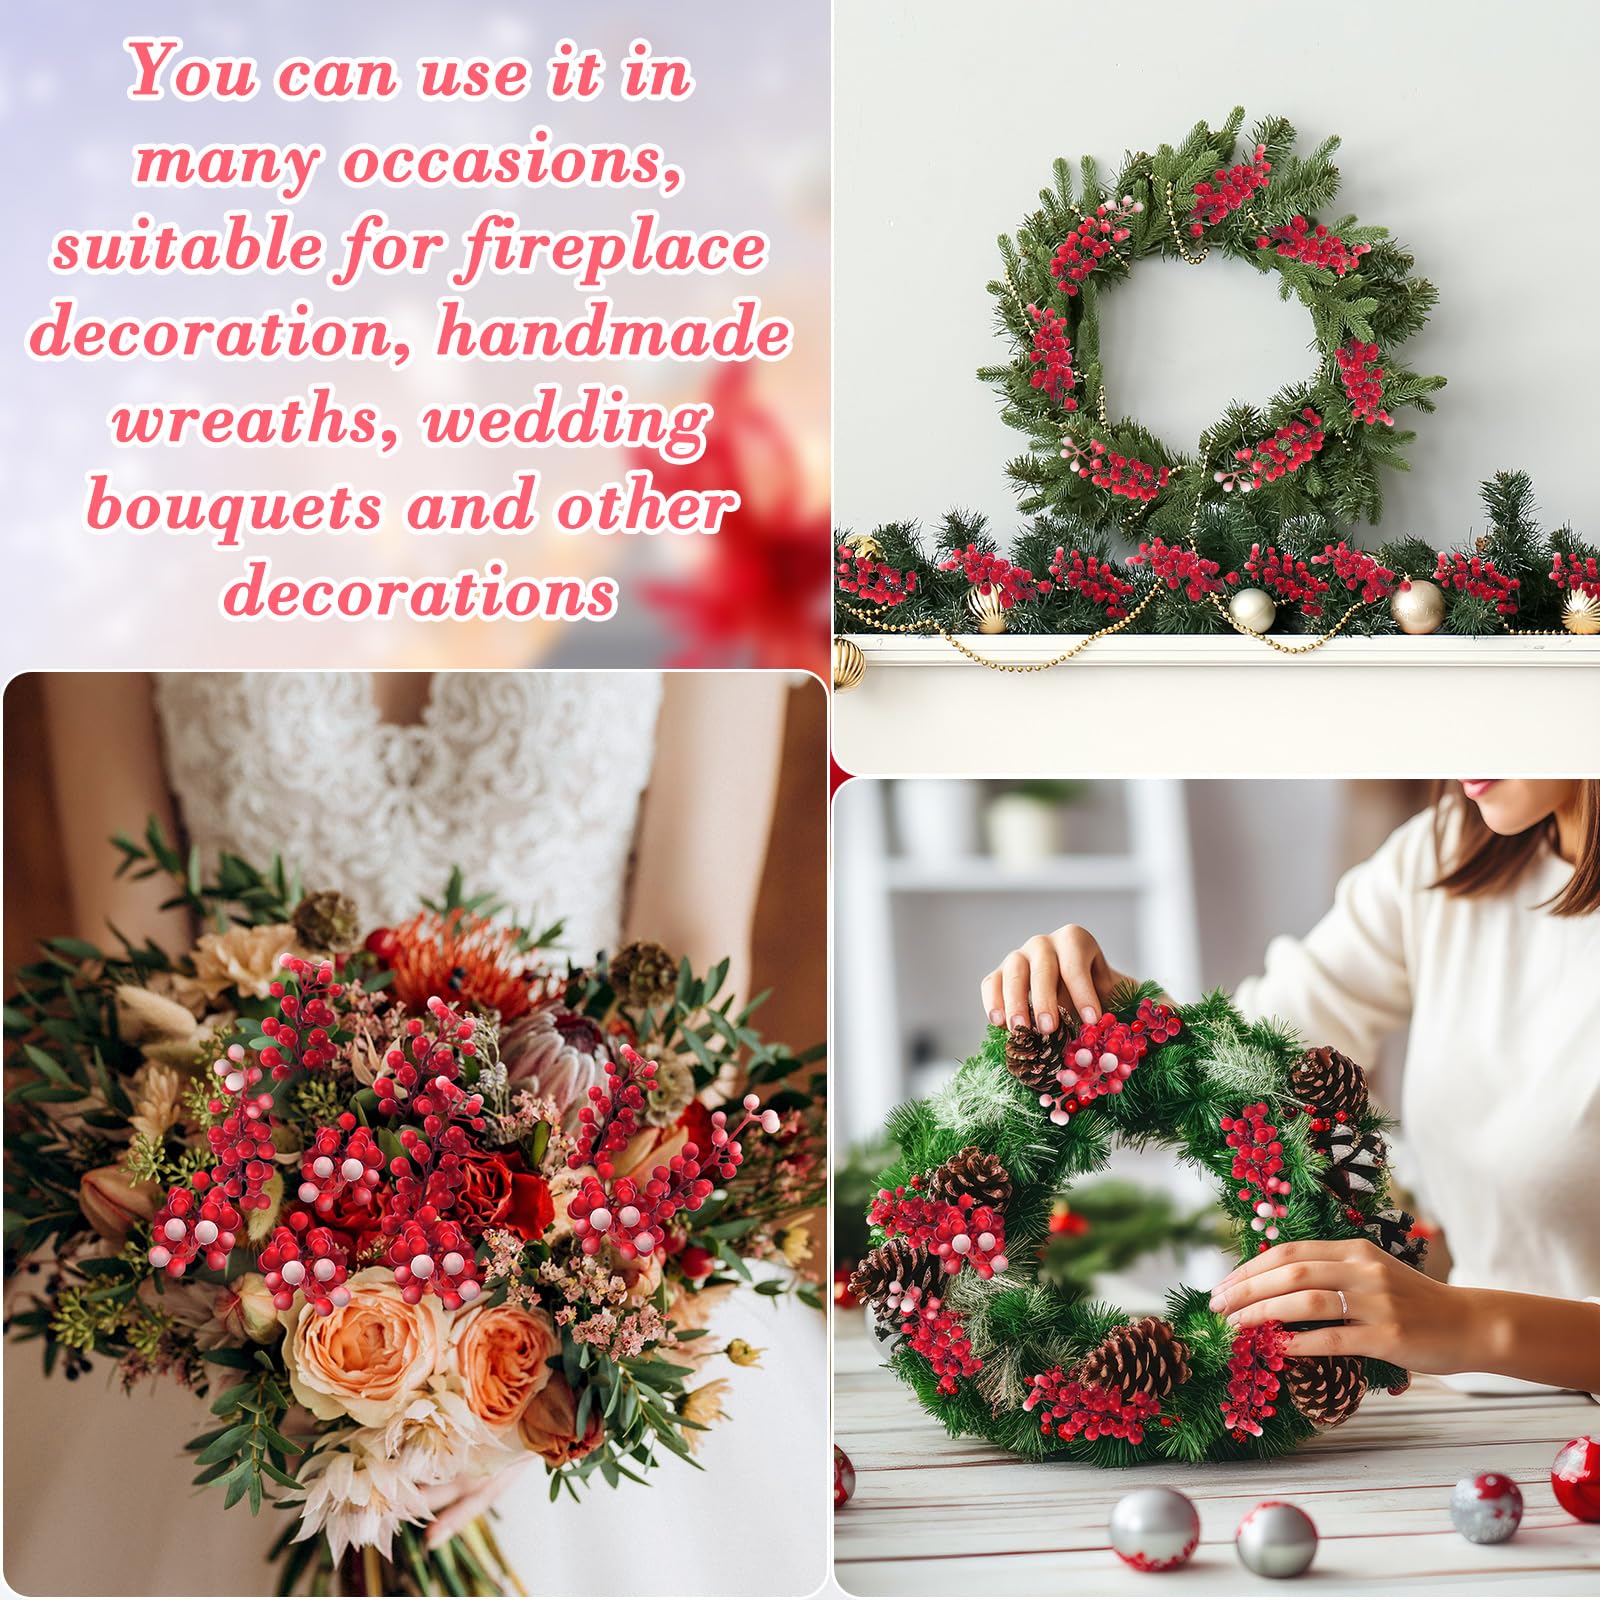 You can use it in
many occasions,
suitable for fireplace
decoration, handmade
wreaths, wedding
bouquets and other
decorations